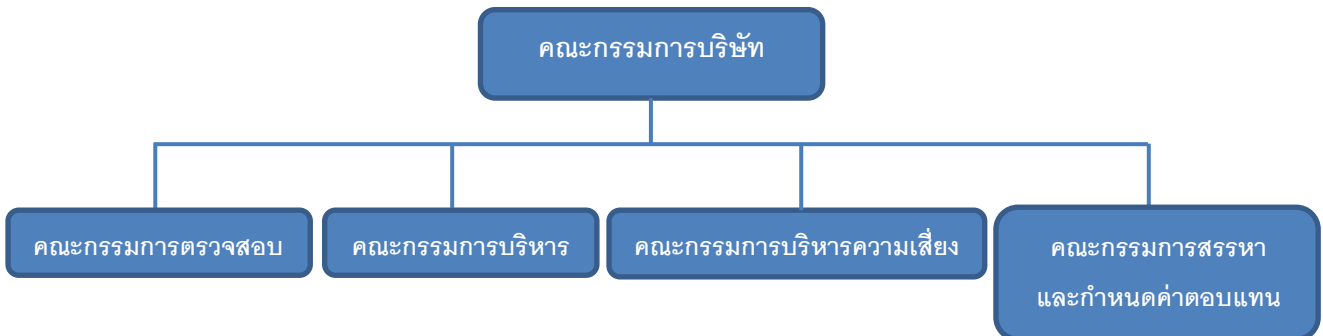 คณะกรรมการบริษัท
คณะกรรมการตรวจสอบ
คณะกรรมการบริหาร
คณะกรรมการบริหารความเสี่ยง
คณะกรรมการสรรหา
และกำหนดค่าตอบแทน